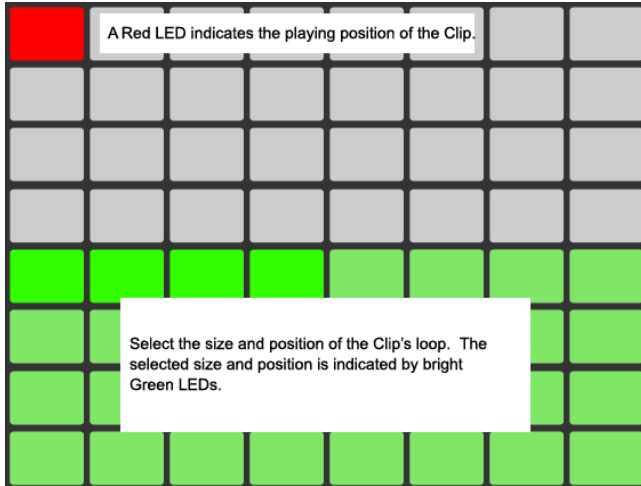 A Red LED indicates the playing position of the Clip.
Select the size and position of the Clip's loop.  The
selected size and position is indicated by bright
Green LEDs.